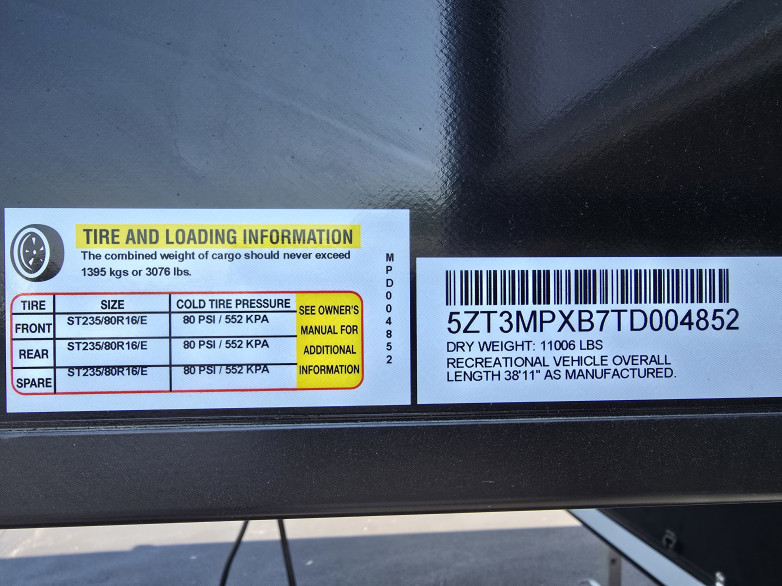 TIRE AND LOADING INFORMATION
The combined weight of cargo should never exceed
1395 kgs or 3076 lbs.
TIRE SIZE COLD TIRE PRESSURE
FRONT ST235/80R16/E 80 PSI / 552 KPA
REAR ST235/80R16/E 80 PSI / 552 KPA
SPARE ST235/80R16/E 80 PSI / 552 KPA
SEE OWNER'S
MANUAL FOR
ADDITIONAL
INFORMATION
MPD004852
5ZT3MPXB7TD004852
DRY WEIGHT: 11006 LBS
RECREATIONAL VEHICLE OVERALL
LENGTH 38'11" AS MANUFACTURED.